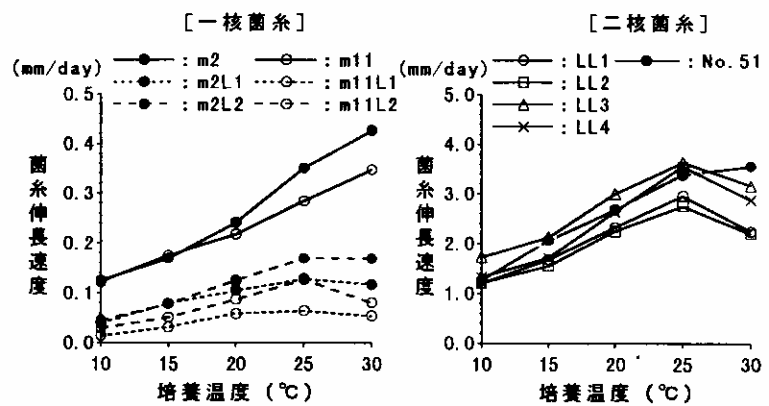 [一核菌糸]
(mm/day)
: m2
: m11
: m2L1
: m11L1
: m2L2
: m11L2
0.5
0.4
0.3
0.2
0.1
0.0
菌糸伸長速度
10 15 20 25 30
培養温度 (℃)
[二核菌糸]
(mm/day)
: LL1
: No.51
: LL2
: LL3
: LL4
5.0
4.0
3.0
2.0
1.0
0.0
菌糸伸長速度
10 15 20 25 30
培養温度 (℃)